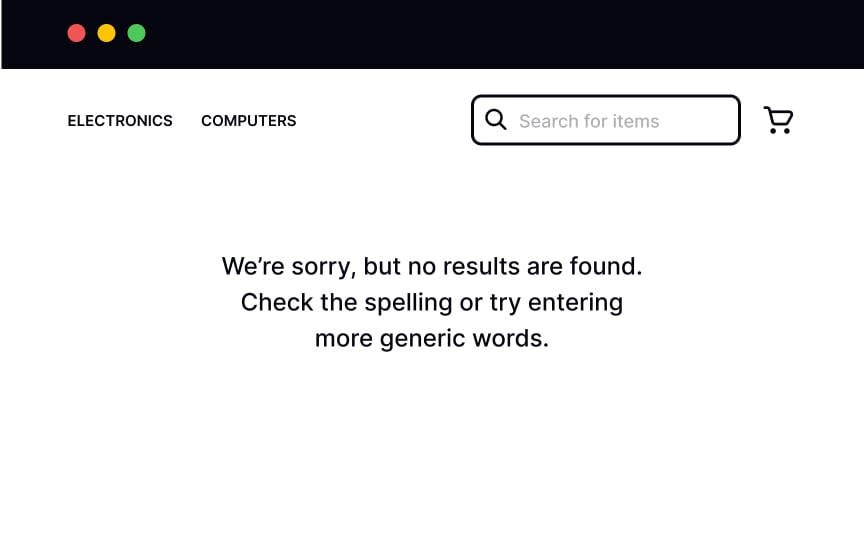 ELECTRONICS COMPUTERS Search for items
We’re sorry, but no results are found.
Check the spelling or try entering
more generic words.